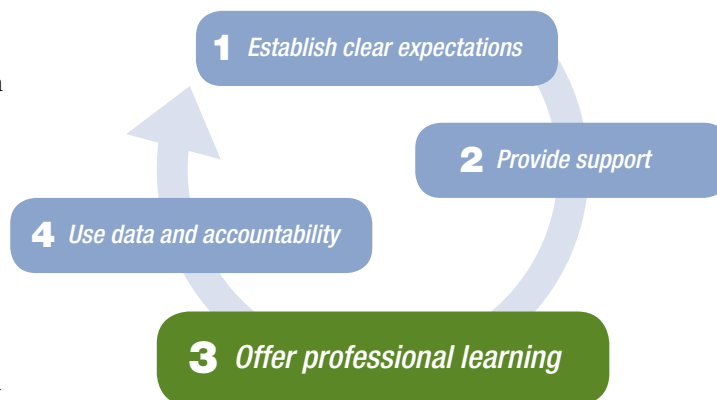 1 Establish clear expectations
2 Provide support
4 Use data and accountability
3 Offer professional learning